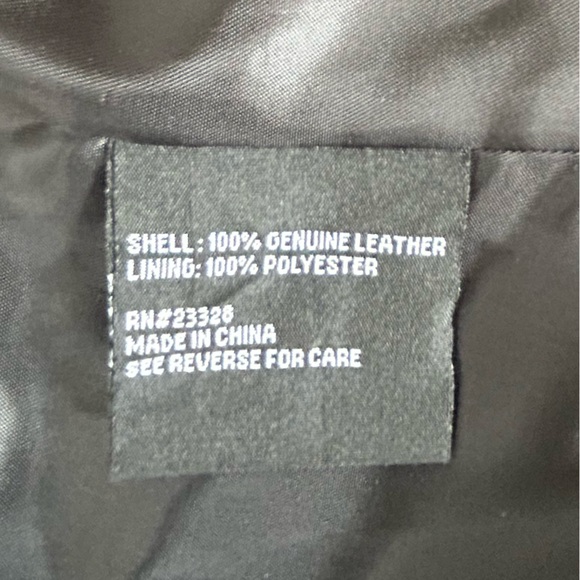 SHELL: 100% GENUINE LEATHER
LINING: 100% POLYESTER
RN#23328
MADE IN CHINA
SEE REVERSE FOR CARE